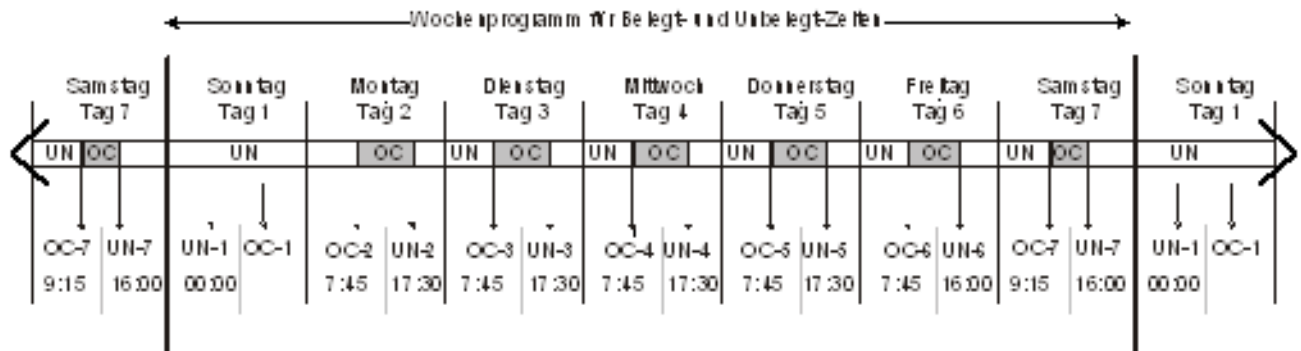 Wochenprogramm für Belegt- und Unbelegt-Zeiten
Samstag Sonntag Montag Dienstag Mittwoch Donnerstag Freitag Samstag Sonntag
Tag 7 Tag 1 Tag 2 Tag 3 Tag 4 Tag 5 Tag 6 Tag 7 Tag 1
UN OC UN OC UN OC UN OC UN OC UN OC UN OC UN
OC-7 UN-7 UN-1 OC-1 OC-2 UN-2 OC-3 UN-3 OC-4 UN-4 OC-5 UN-5 OC-6 UN-6 OC-7 UN-7 UN-1 OC-1
9:15 16:00 00:00 7:45 17:30 7:45 17:30 7:45 17:30 7:45 17:30 7:45 16:00 9:15 16:00 00:00